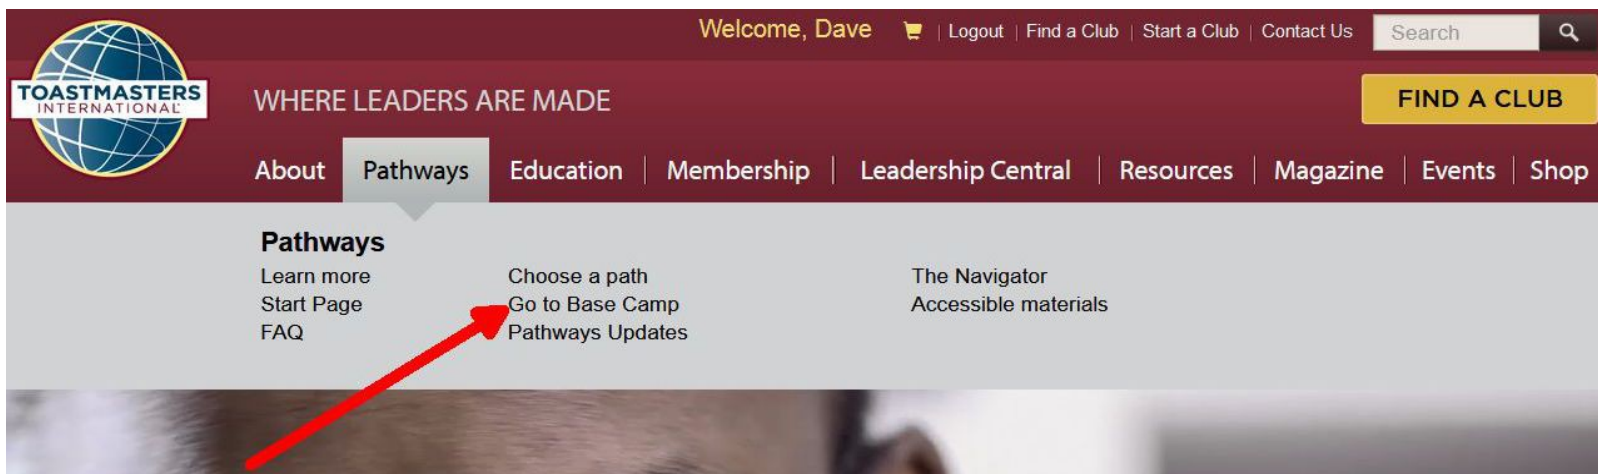 Welcome, Dave | Logout | Find a Club | Start a Club | Contact Us Search
TOASTMASTERS
INTERNATIONAL
WHERE LEADERS ARE MADE
FIND A CLUB
About Pathways Education | Membership | Leadership Central | Resources | Magazine | Events | Shop
Pathways
Learn more Choose a path The Navigator
Start Page Go to Base Camp Accessible materials
FAQ Pathways Updates